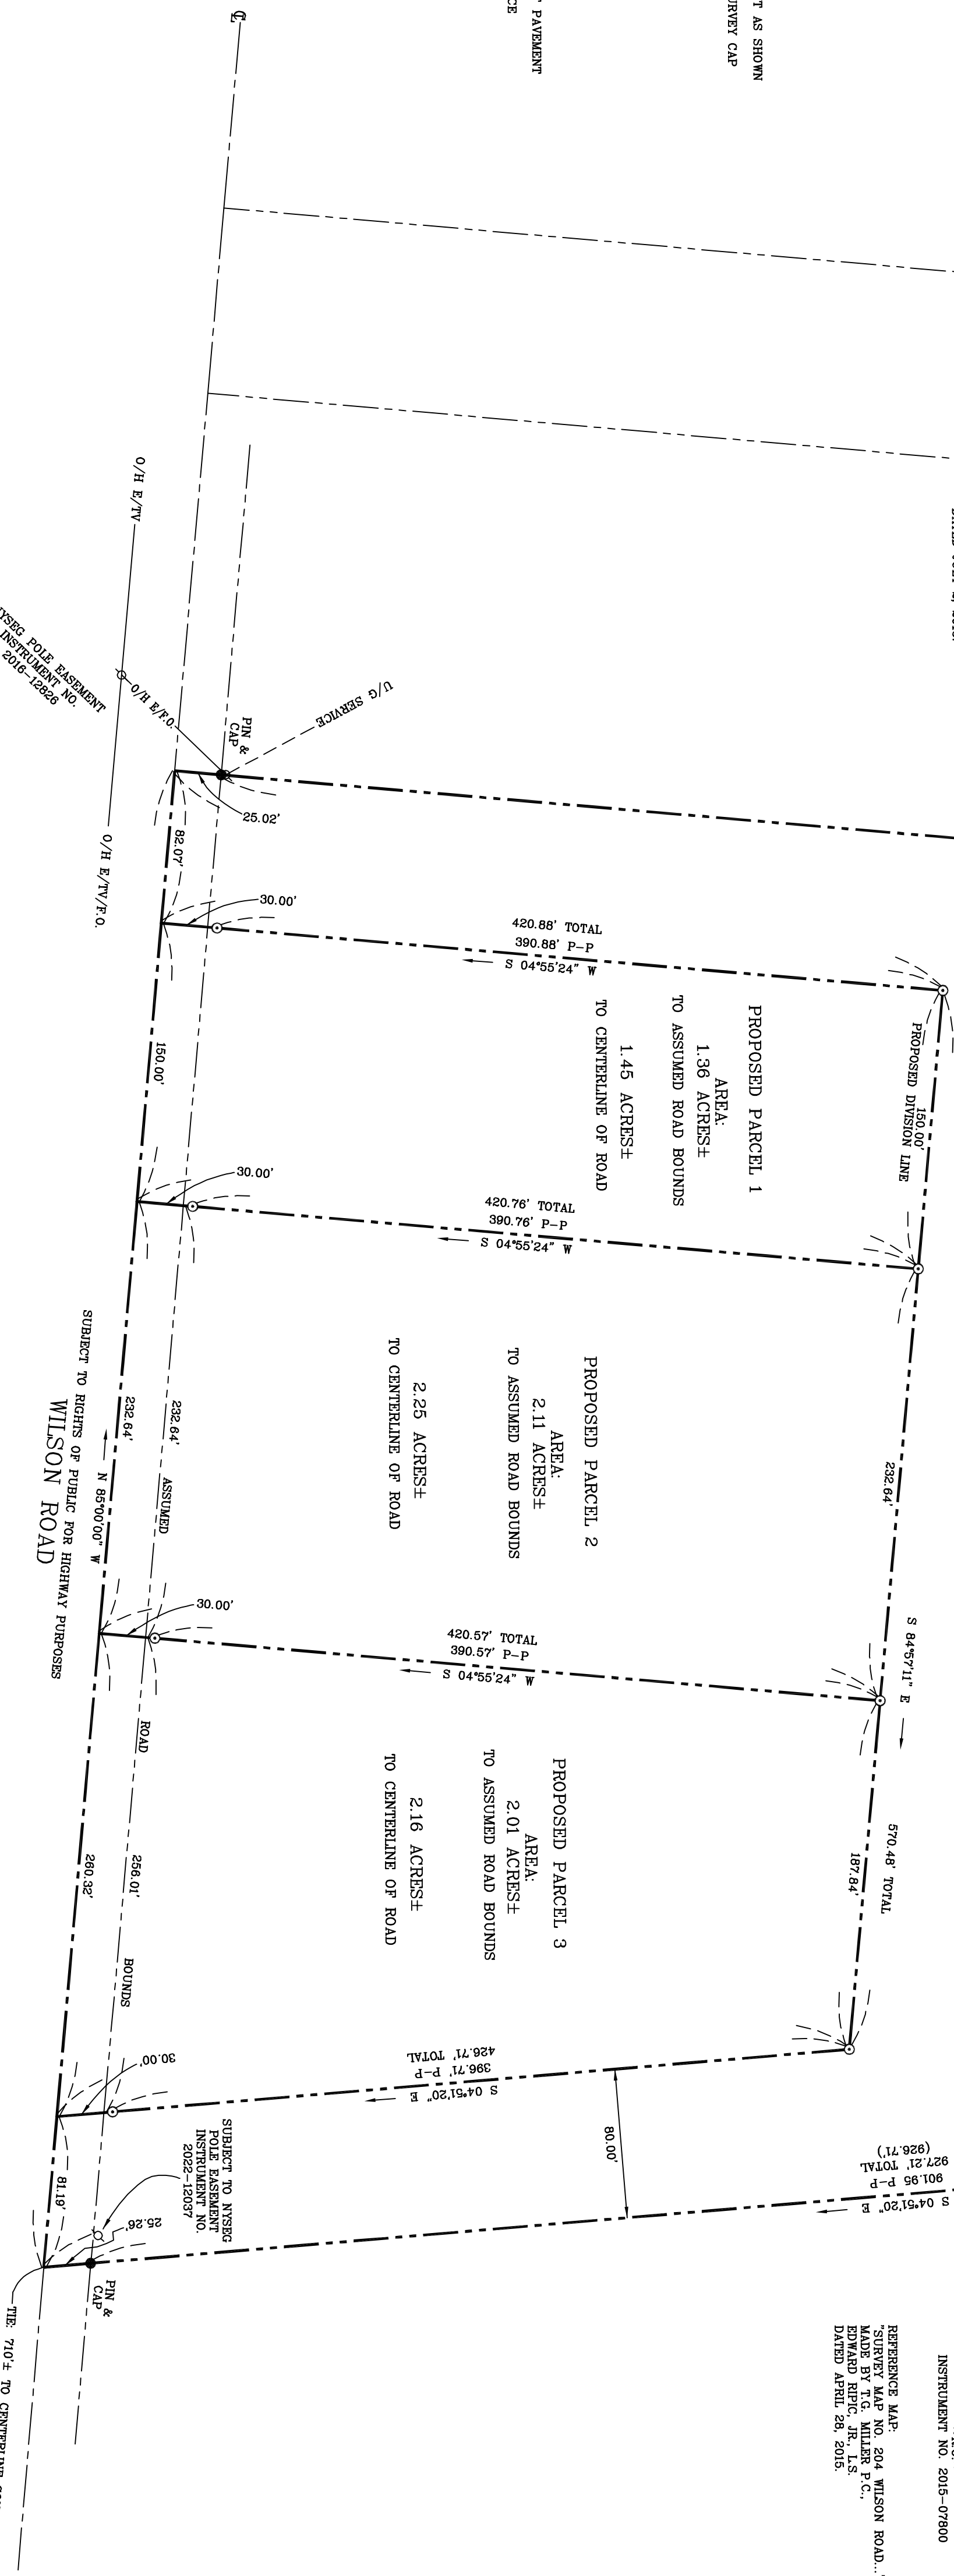 T AS SHOWN
URVEY CAP
PAVEMENT
CE
INSTRUMENT NO. 2015-07800
REFERENCE MAP:
"SURVEY MAP NO. 204 WILSON ROAD..."
MADE BY T.G. MILLER P.C.,
EDWARD RIPIC, JR., L.S.
DATED APRIL 28, 2015.
150.00'
PROPOSED DIVISION LINE
232.64'
S 84°57'11" E
570.48' TOTAL
187.84'
420.88' TOTAL
390.88' P-P
S 04°55'24" W
PROPOSED PARCEL 1
AREA:
1.36 ACRES±
TO ASSUMED ROAD BOUNDS
1.45 ACRES±
TO CENTERLINE OF ROAD
420.76' TOTAL
390.76' P-P
S 04°55'24" W
PROPOSED PARCEL 2
AREA:
2.11 ACRES±
TO ASSUMED ROAD BOUNDS
2.25 ACRES±
TO CENTERLINE OF ROAD
420.57' TOTAL
390.57' P-P
S 04°55'24" W
PROPOSED PARCEL 3
AREA:
2.01 ACRES±
TO ASSUMED ROAD BOUNDS
2.16 ACRES±
TO CENTERLINE OF ROAD
426.71' TOTAL
396.71' P-P
S 04°51'20" E
80.00'
(926.71')
927.21' TOTAL
901.95 P-P
S 04°51'20" E
U/G SERVICE
PIN &
CAP
25.02'
30.00'
30.00'
30.00'
30.00'
SUBJECT TO NYSEG
POLE EASEMENT
INSTRUMENT NO.
2022-12037
25.26'
PIN &
CAP
232.64'
ASSUMED
ROAD
256.01'
BOUNDS
CL
82.07'
150.00'
232.64'
N 85°00'00" W
260.32'
81.19'
O/H E/TV
O/H E/F.O.
O/H E/TV/F.O.
NYSEG POLE EASEMENT
INSTRUMENT NO.
2016-12826
SUBJECT TO RIGHTS OF PUBLIC FOR HIGHWAY PURPOSES
WILSON ROAD
TIE: 710'± TO CENTERLINE